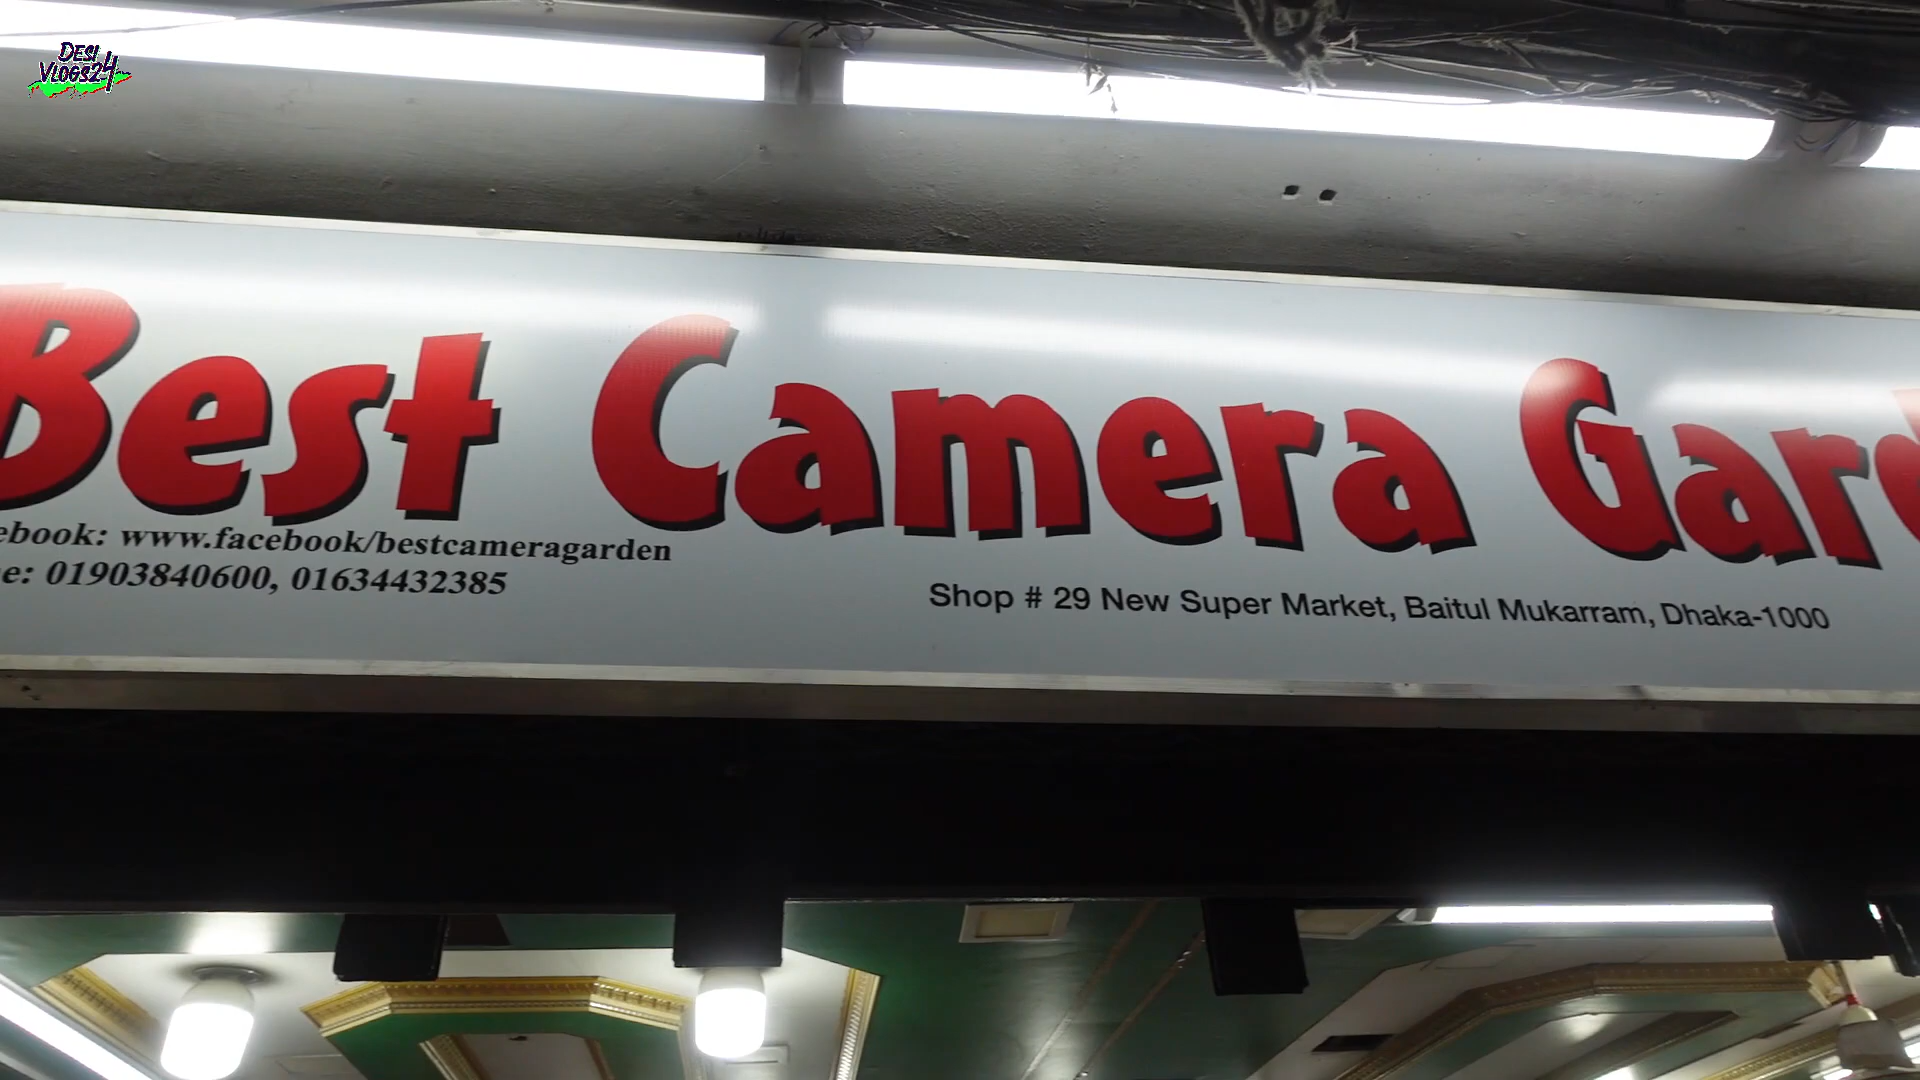 DESI
VLOGS24
Best Camera Gard
ebook: www.facebook/bestcameragarden
e: 01903840600, 01634432385
Shop # 29 New Super Market, Baitul Mukarram, Dhaka-1000